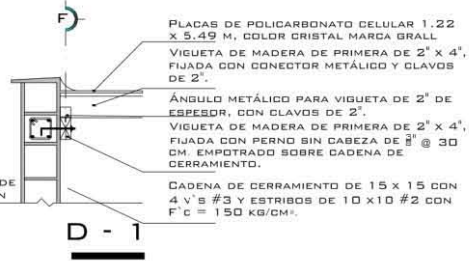 F
PLACAS DE POLICARBONATO CELULAR 1.22
X 5.49 M, COLOR CRISTAL MARCA GRALL
VIGUETA DE MADERA DE PRIMERA DE 2" X 4",
FIJADA CON CONECTOR METÁLICO Y CLAVOS
DE 2".
ÁNGULO METÁLICO PARA VIGUETA DE 2" DE
ESPESOR, CON CLAVOS DE 2".
VIGUETA DE MADERA DE PRIMERA DE 2" X 4",
FIJADA CON PERNO SIN CABEZA DE @ 30
CM. EMPOTRADO SOBRE CADENA DE
CERRAMIENTO.
DE
N
CADENA DE CERRAMIENTO DE 15 X 15 CON
4 V`S #3 Y ESTRIBOS DE 10 X10 #2 CON
F`C = 150 KG/CM².
D - 1